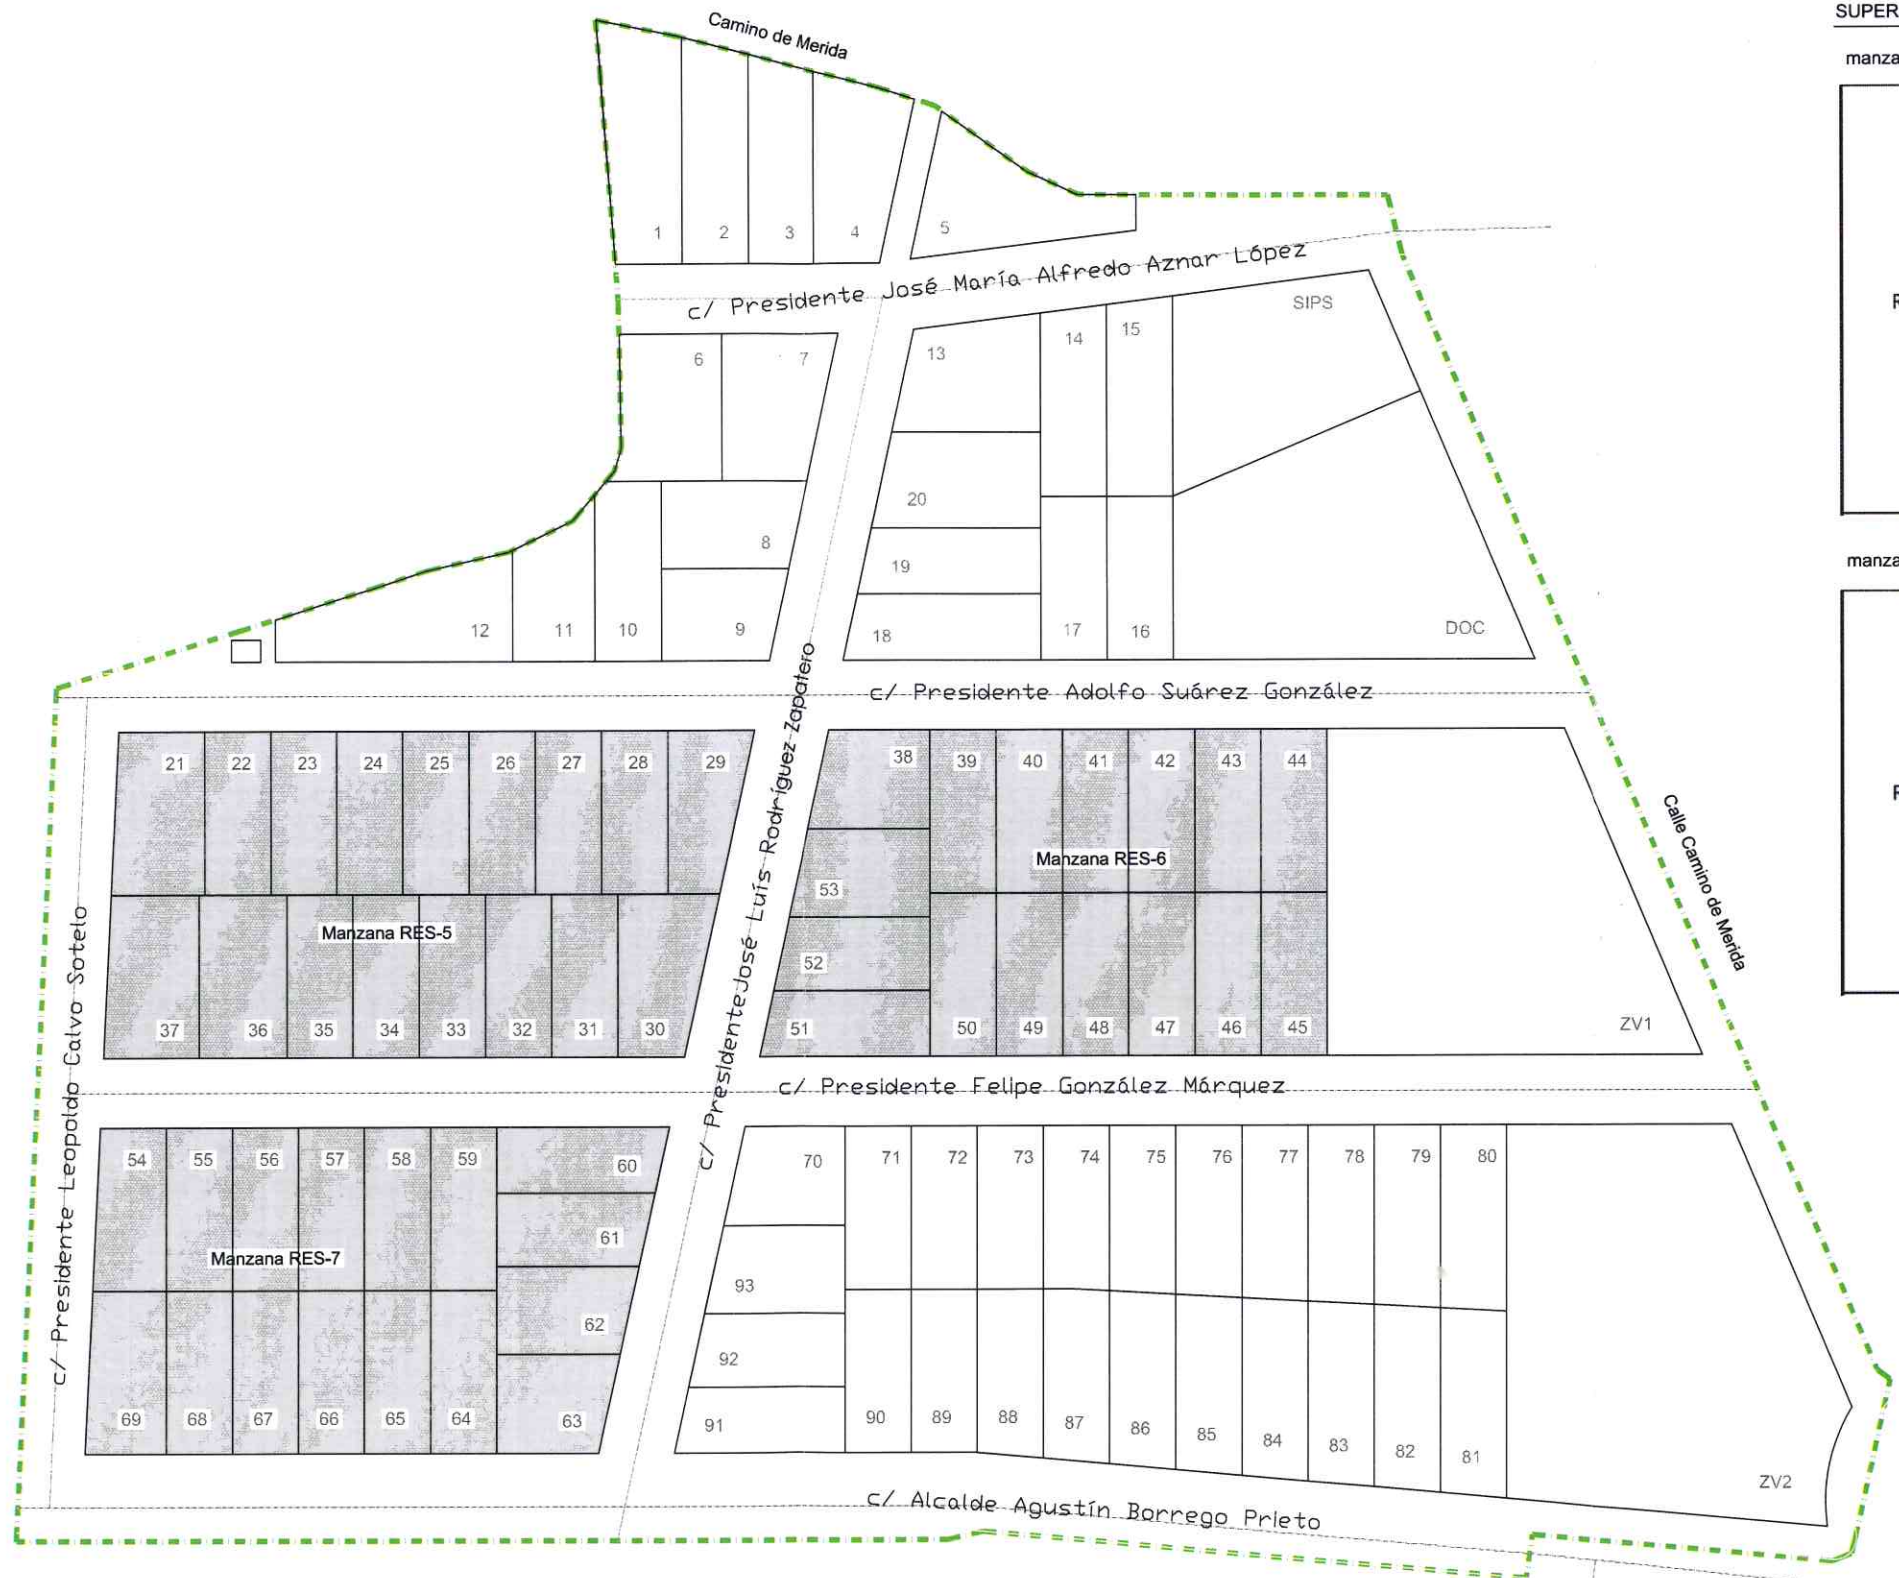 SUPER
Camino de Merida
manza
1 2 3 4 5
c/ Presidente José María Alfredo Aznar López
SIPS
6 7 13 14 15
20
8
19
12 11 10 9 18 17 16 DOC
manza
c/ Presidente Adolfo Suárez González
21 22 23 24 25 26 27 28 29
38 39 40 41 42 43 44
Manzana RES-6
53
Manzana RES-5
52
37 36 35 34 33 32 31 30
51 50 49 48 47 46 45
ZV1
Calle Camino de Merida
c/ Presidente José Luís Rodríguez Zapatero
c/ Presidente Leopoldo Calvo Sotelo
c/ Presidente Felipe González Márquez
54 55 56 57 58 59 60
70 71 72 73 74 75 76 77 78 79 80
61
Manzana RES-7
93
62
92
69 68 67 66 65 64 63
91 90 89 88 87 86 85 84 83 82 81
ZV2
c/ Alcalde Agustín Borrego Prieto